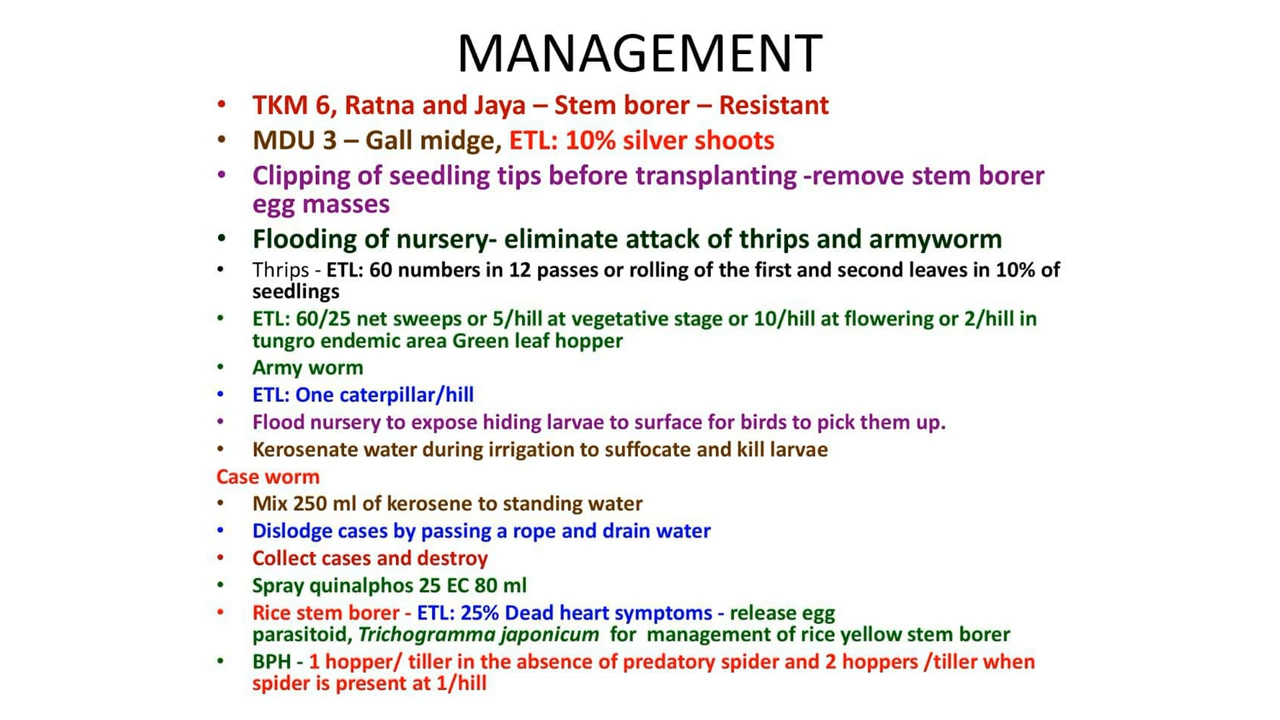 MANAGEMENT
• TKM 6, Ratna and Jaya – Stem borer – Resistant
• MDU 3 – Gall midge, ETL: 10% silver shoots
• Clipping of seedling tips before transplanting -remove stem borer
egg masses
• Flooding of nursery- eliminate attack of thrips and armyworm
• Thrips - ETL: 60 numbers in 12 passes or rolling of the first and second leaves in 10% of
seedlings
• ETL: 60/25 net sweeps or 5/hill at vegetative stage or 10/hill at flowering or 2/hill in
tungro endemic area Green leaf hopper
• Army worm
• ETL: One caterpillar/hill
• Flood nursery to expose hiding larvae to surface for birds to pick them up.
• Kerosenate water during irrigation to suffocate and kill larvae
Case worm
• Mix 250 ml of kerosene to standing water
• Dislodge cases by passing a rope and drain water
• Collect cases and destroy
• Spray quinalphos 25 EC 80 ml
• Rice stem borer - ETL: 25% Dead heart symptoms - release egg
parasitoid, Trichogramma japonicum for management of rice yellow stem borer
• BPH - 1 hopper/ tiller in the absence of predatory spider and 2 hoppers /tiller when
spider is present at 1/hill